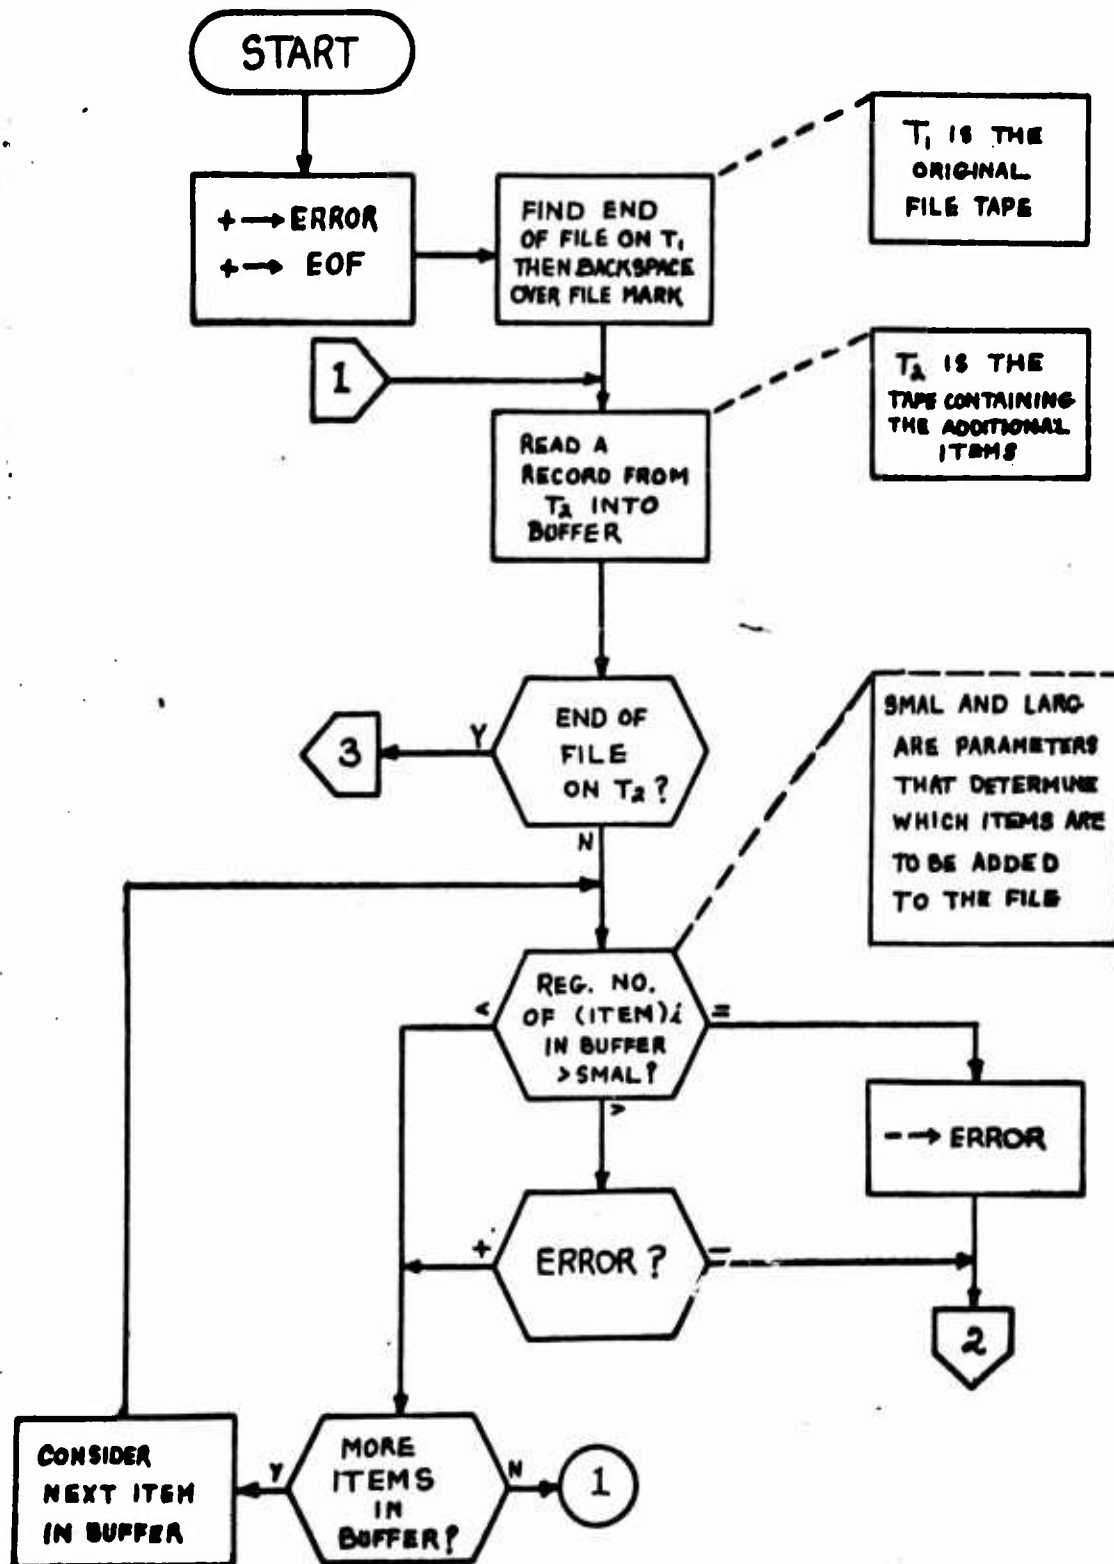 START
+→ERROR
+→ EOF
FIND END
OF FILE ON T₁
THEN BACKSPACE
OVER FILE MARK
T₁ IS THE
ORIGINAL
FILE TAPE
1
T₂ IS THE
TAPE CONTAINING
THE ADDITIONAL
ITEMS
READ A
RECORD FROM
T₂ INTO
BUFFER
END OF
FILE
ON T₂?
Y
3
N
SMAL AND LARG
ARE PARAMETERS
THAT DETERMINE
WHICH ITEMS ARE
TO BE ADDED
TO THE FILE
REG. NO.
OF (ITEM)i
IN BUFFER
>SMAL?
<
=
>
-→ ERROR
ERROR?
+
-
2
MORE
ITEMS
IN
BUFFER?
Y
N
1
CONSIDER
NEXT ITEM
IN BUFFER